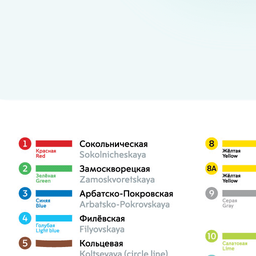 1
Красная
Red
Сокольническая
Sokolnicheskaya
2
Зелёная
Green
Замоскворецкая
Zamoskvoretskaya
3
Синяя
Blue
Арбатско-Покровская
Arbatsko-Pokrovskaya
4
Голубая
Light blue
Филёвская
Filyovskaya
5
Кольцевая
Koltsevaya (circle line)
8
Жёлтая
Yellow
8А
Жёлтая
Yellow
9
Серая
Gray
10
Салатовая
Lime